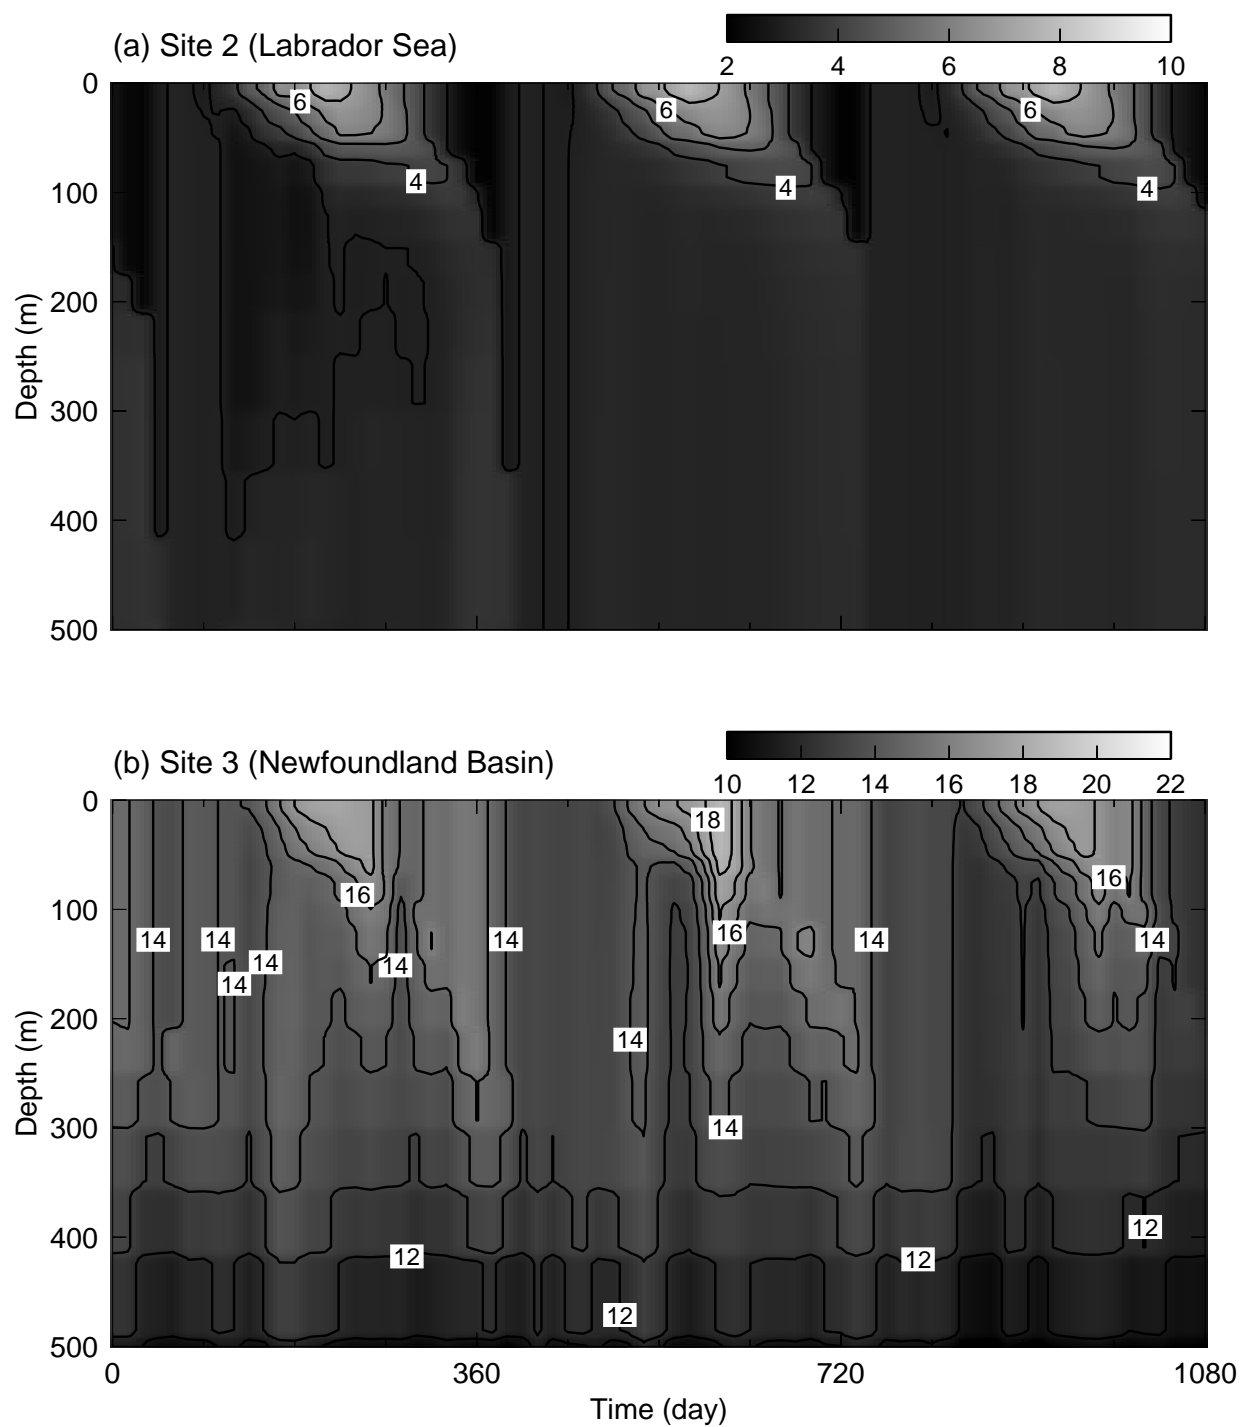 (a) Site 2 (Labrador Sea)
2 4 6 8 10
0
100
200
300
400
500
Depth (m)
6 6 6
4 4 4
(b) Site 3 (Newfoundland Basin)
10 12 14 16 18 20 22
0
100
200
300
400
500
Depth (m)
18
16 16
14 14 14 16 14 14
14 14
14
14
14
12
12 12
12
0 360 720 1080
Time (day)